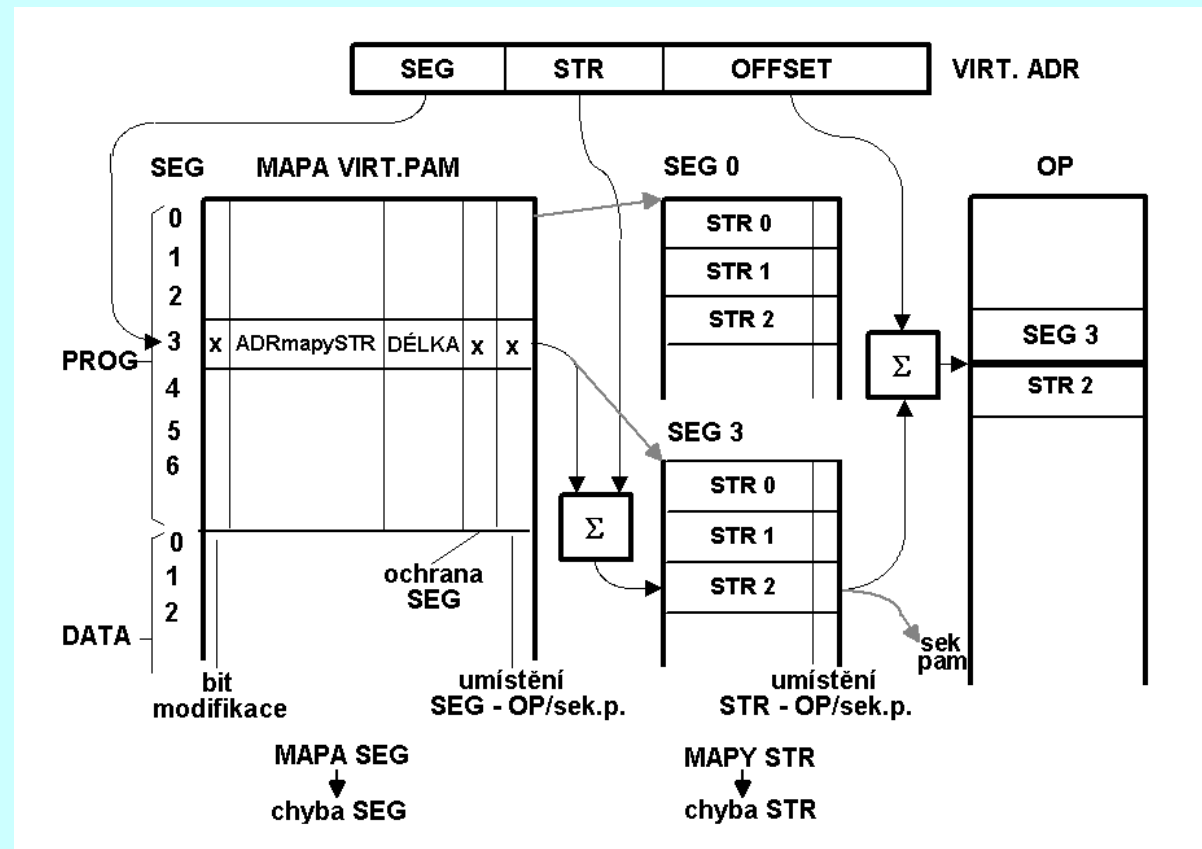 SEG STR OFFSET VIRT. ADR
SEG MAPA VIRT.PAM SEG 0 OP
0
1
2
3
4
5
6
PROG
x ADRmapySTR DÉLKA x x
STR 0
STR 1
STR 2
Σ
SEG 3
STR 2
SEG 3
STR 0
STR 1
STR 2
Σ
0
1
2
DATA
ochrana
SEG
sek
pam
bit
modifikace
umístění
SEG - OP/sek.p.
umístění
STR - OP/sek.p.
MAPA SEG
chyba SEG
MAPY STR
chyba STR